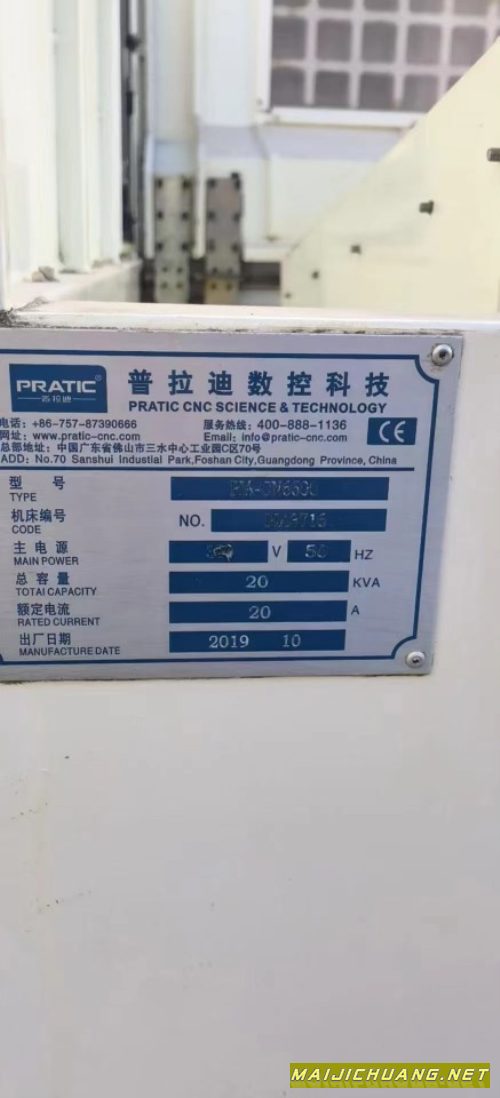 PRATIC®
普拉迪
普拉迪数控科技
PRATIC CNC SCIENCE & TECHNOLOGY
电话: +86-757-87390666 服务热线: 400-888-1136
网址: www.pratic-cnc.com Email: info@pratic-cnc.com
总部地址: 中国广东省佛山市三水中心工业园C区70号
ADD: No.70 Sanshui Industial Park,Foshan City,Guangdong Province, China
CE
型 号
TYPE
机床编号 NO.
CODE
主电源 V 50 HZ
MAIN POWER
总容量 20 KVA
TOTAI CAPACITY
额定电流 20 A
RATED CURRENT
出厂日期 2019 10
MANUFACTURE DATE
MAIJICHUANG.NET